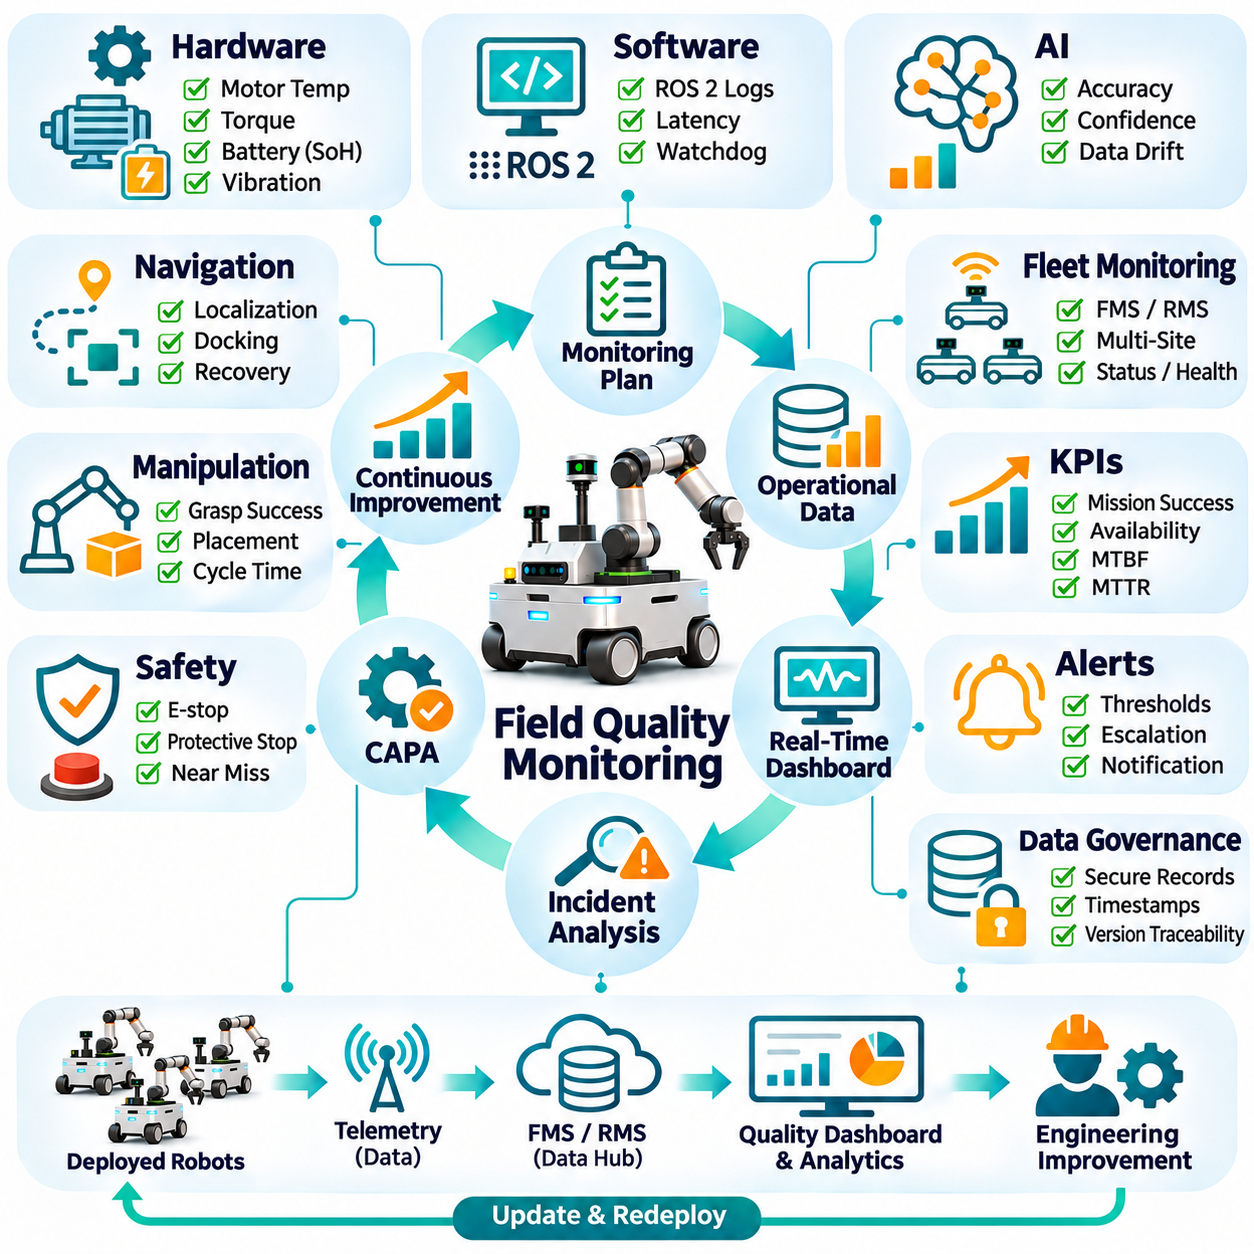 Hardware
Motor Temp
Torque
Battery (SoH)
Vibration
Software
</>
ROS 2
ROS 2 Logs
Latency
Watchdog
AI
Accuracy
Confidence
Data Drift
Navigation
Localization
Docking
Recovery
Monitoring
Plan
Fleet Monitoring
FMS / RMS
Multi-Site
Status / Health
Continuous
Improvement
Operational
Data
Manipulation
Grasp Success
Placement
Cycle Time
KPIs
Mission Success
Availability
MTBF
MTTR
Safety
E-stop
Protective Stop
Near Miss
CAPA
Field Quality
Monitoring
Real-Time
Dashboard
Alerts
Thresholds
Escalation
Notification
Incident
Analysis
Data Governance
Secure Records
Timestamps
Version Traceability
Deployed Robots
Telemetry
(Data)
FMS / RMS
(Data Hub)
Quality Dashboard
& Analytics
Engineering
Improvement
Update & Redeploy